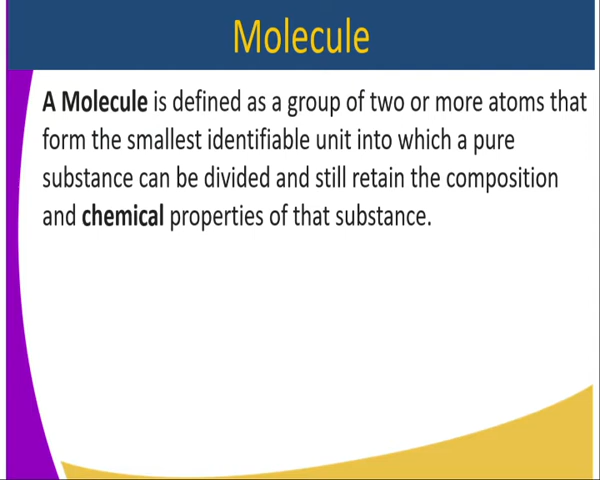 Molecule
A Molecule is defined as a group of two or more atoms that
form the smallest identifiable unit into which a pure
substance can be divided and still retain the composition
and chemical properties of that substance.